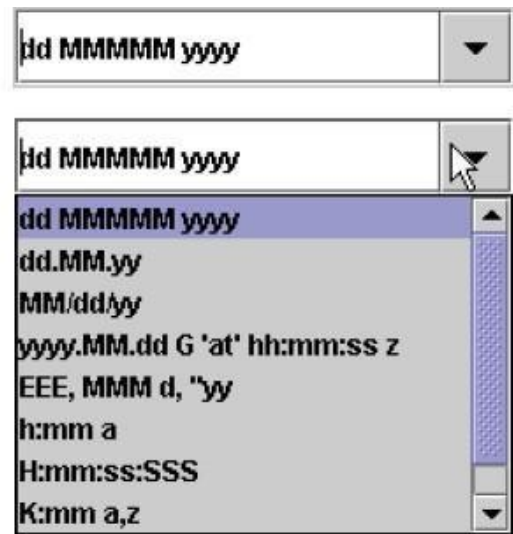 dd MMMMM yyyy
dd MMMMM yyyy
dd MMMMM yyyy
dd.MM.yy
MM/dd/yy
yyyy.MM.dd G 'at' hh:mm:ss z
EEE, MMM d, ''yy
h:mm a
H:mm:ss:SSS
K:mm a,z